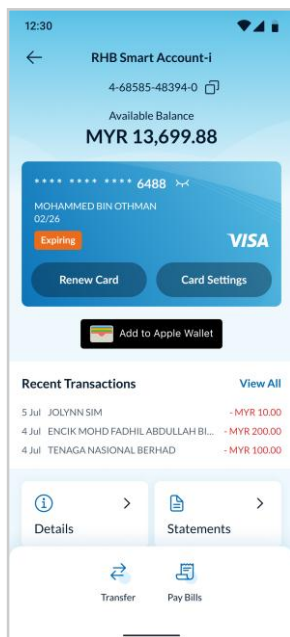 12:30
RHB Smart Account-i
4-68585-48394-0
Available Balance
MYR 13,699.88
**** **** **** 6488
MOHAMMED BIN OTHMAN
02/26
Expiring
VISA
Renew Card Card Settings
Add to Apple Wallet
Recent Transactions View All
5 Jul JOLYNN SIM - MYR 10.00
4 Jul ENCIK MOHD FADHIL ABDULLAH BI... - MYR 200.00
4 Jul TENAGA NASIONAL BERHAD - MYR 100.00
Details Statements
Transfer Pay Bills